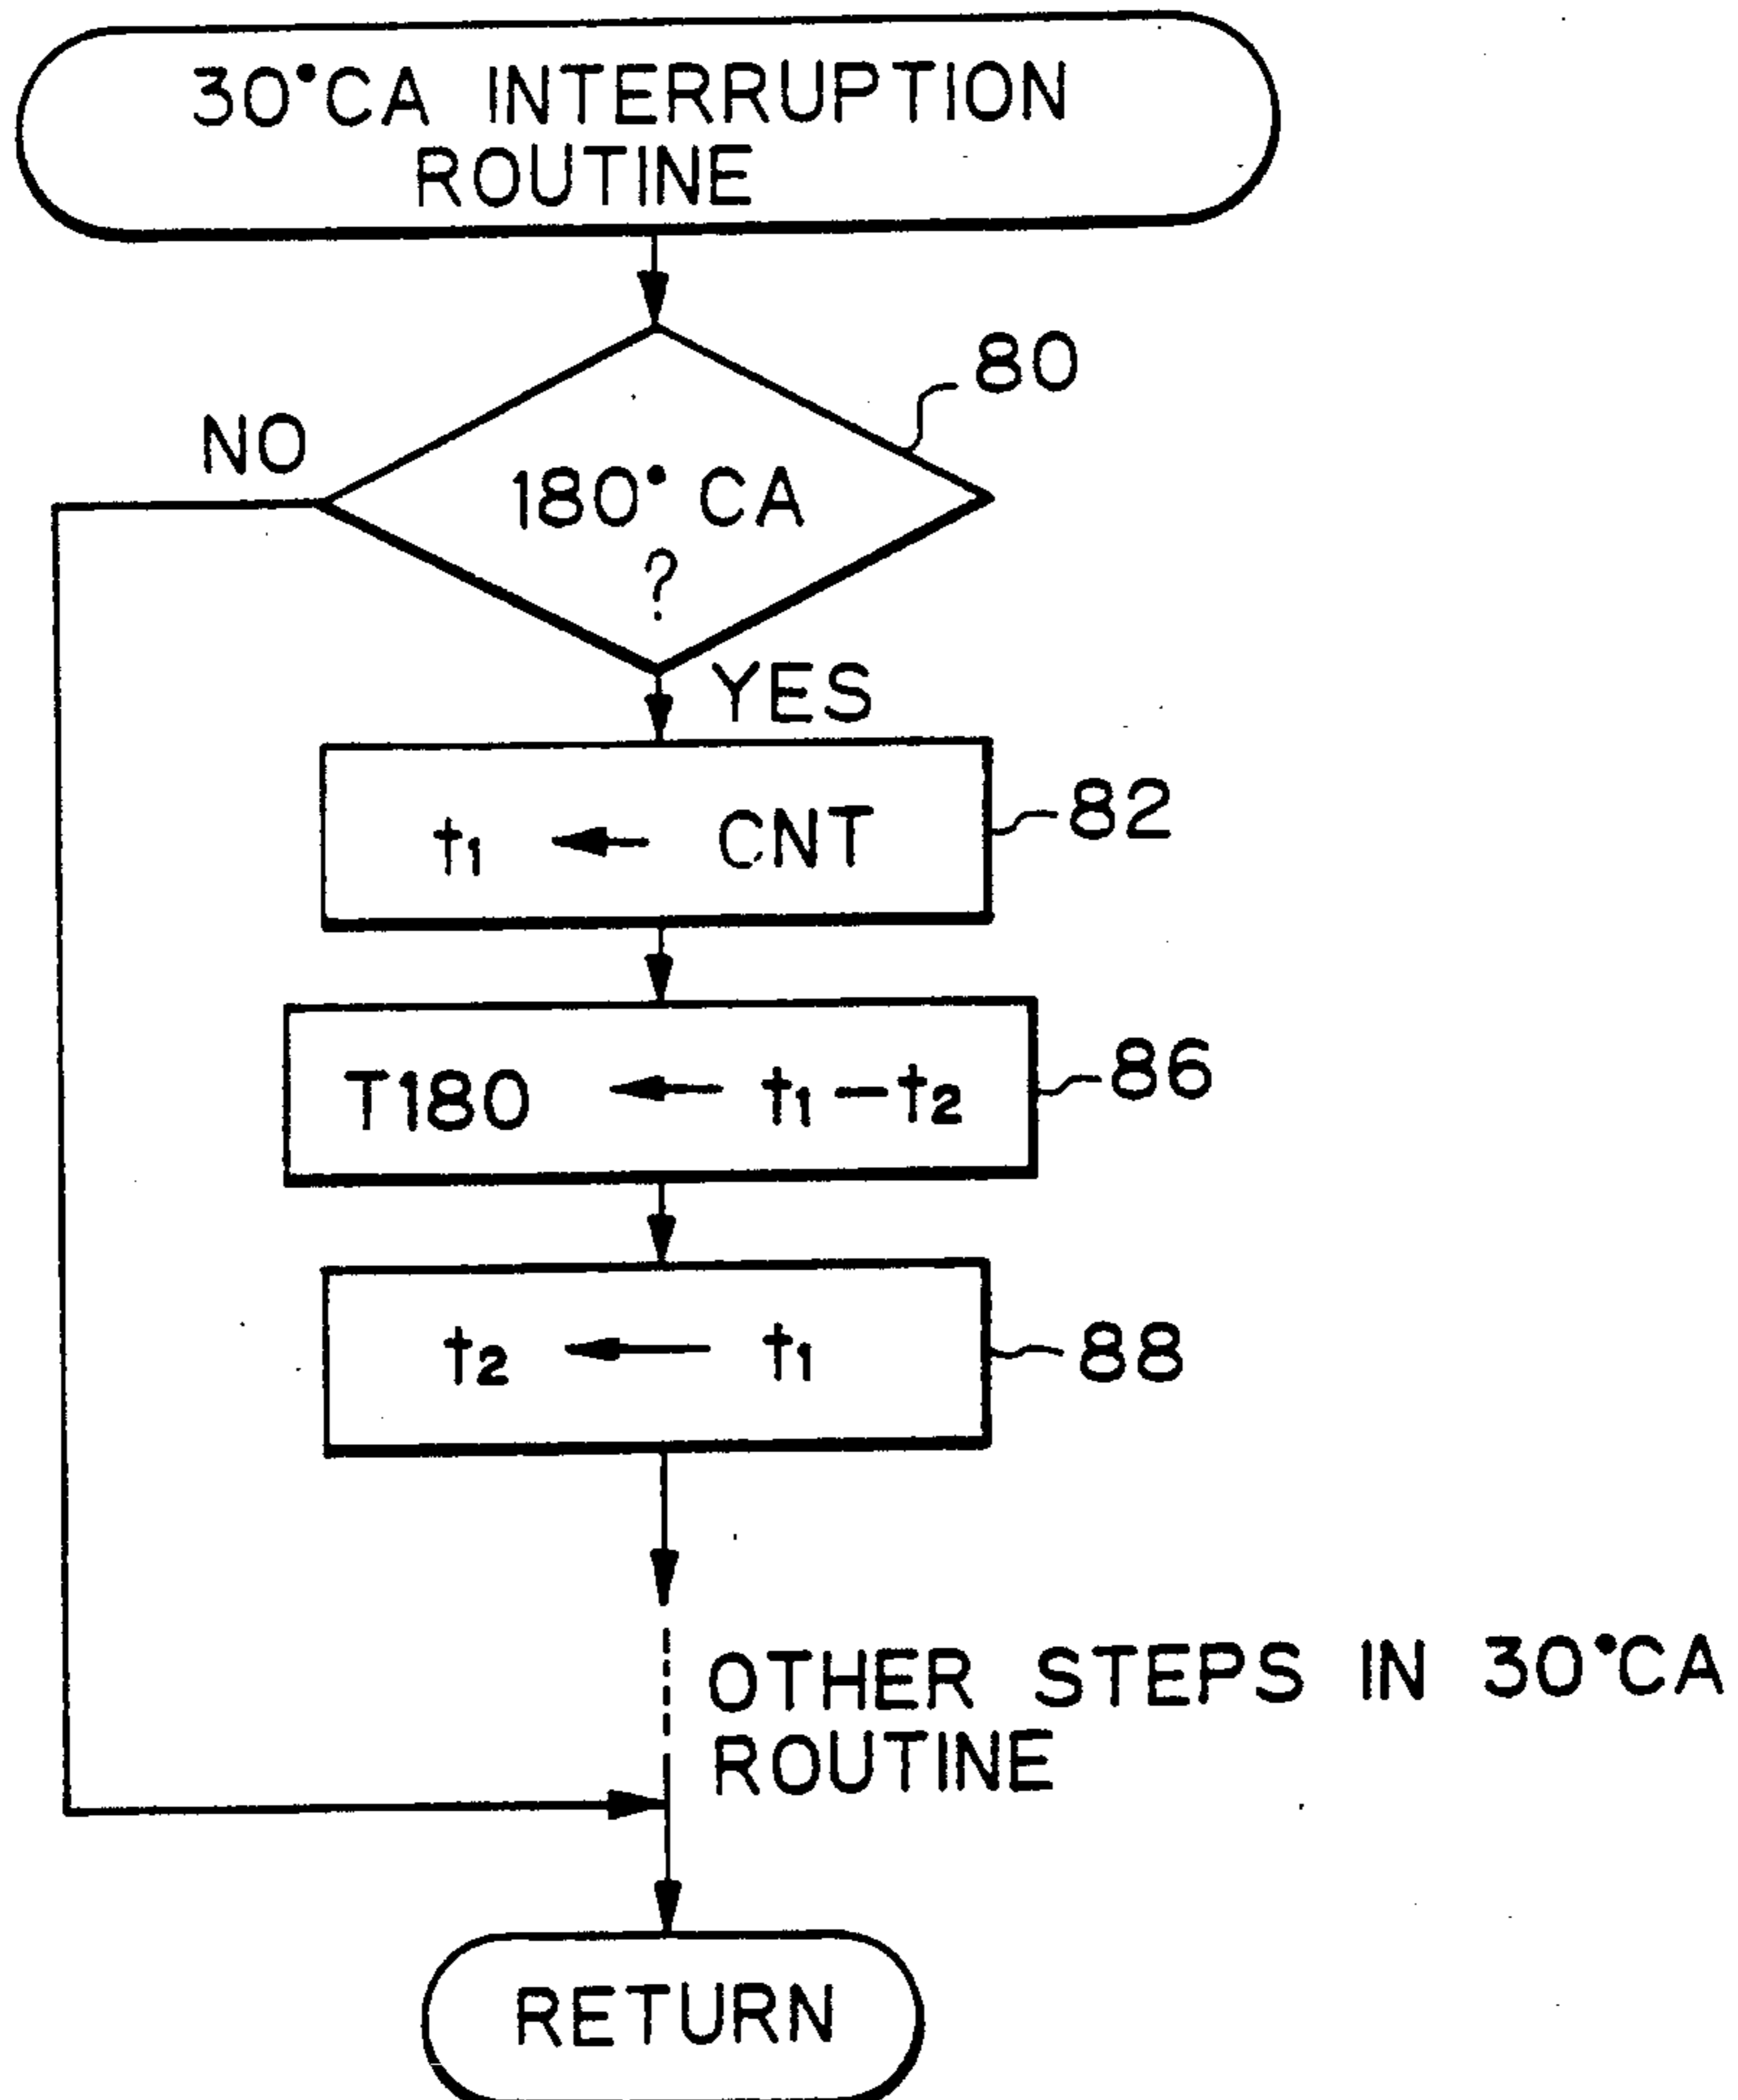 30°CA INTERRUPTION
ROUTINE
80
NO
180° CA
?
YES
t1 ← CNT
82
T180 ← t1 - t2
86
t2 ← t1
88
OTHER STEPS IN 30°CA
ROUTINE
RETURN